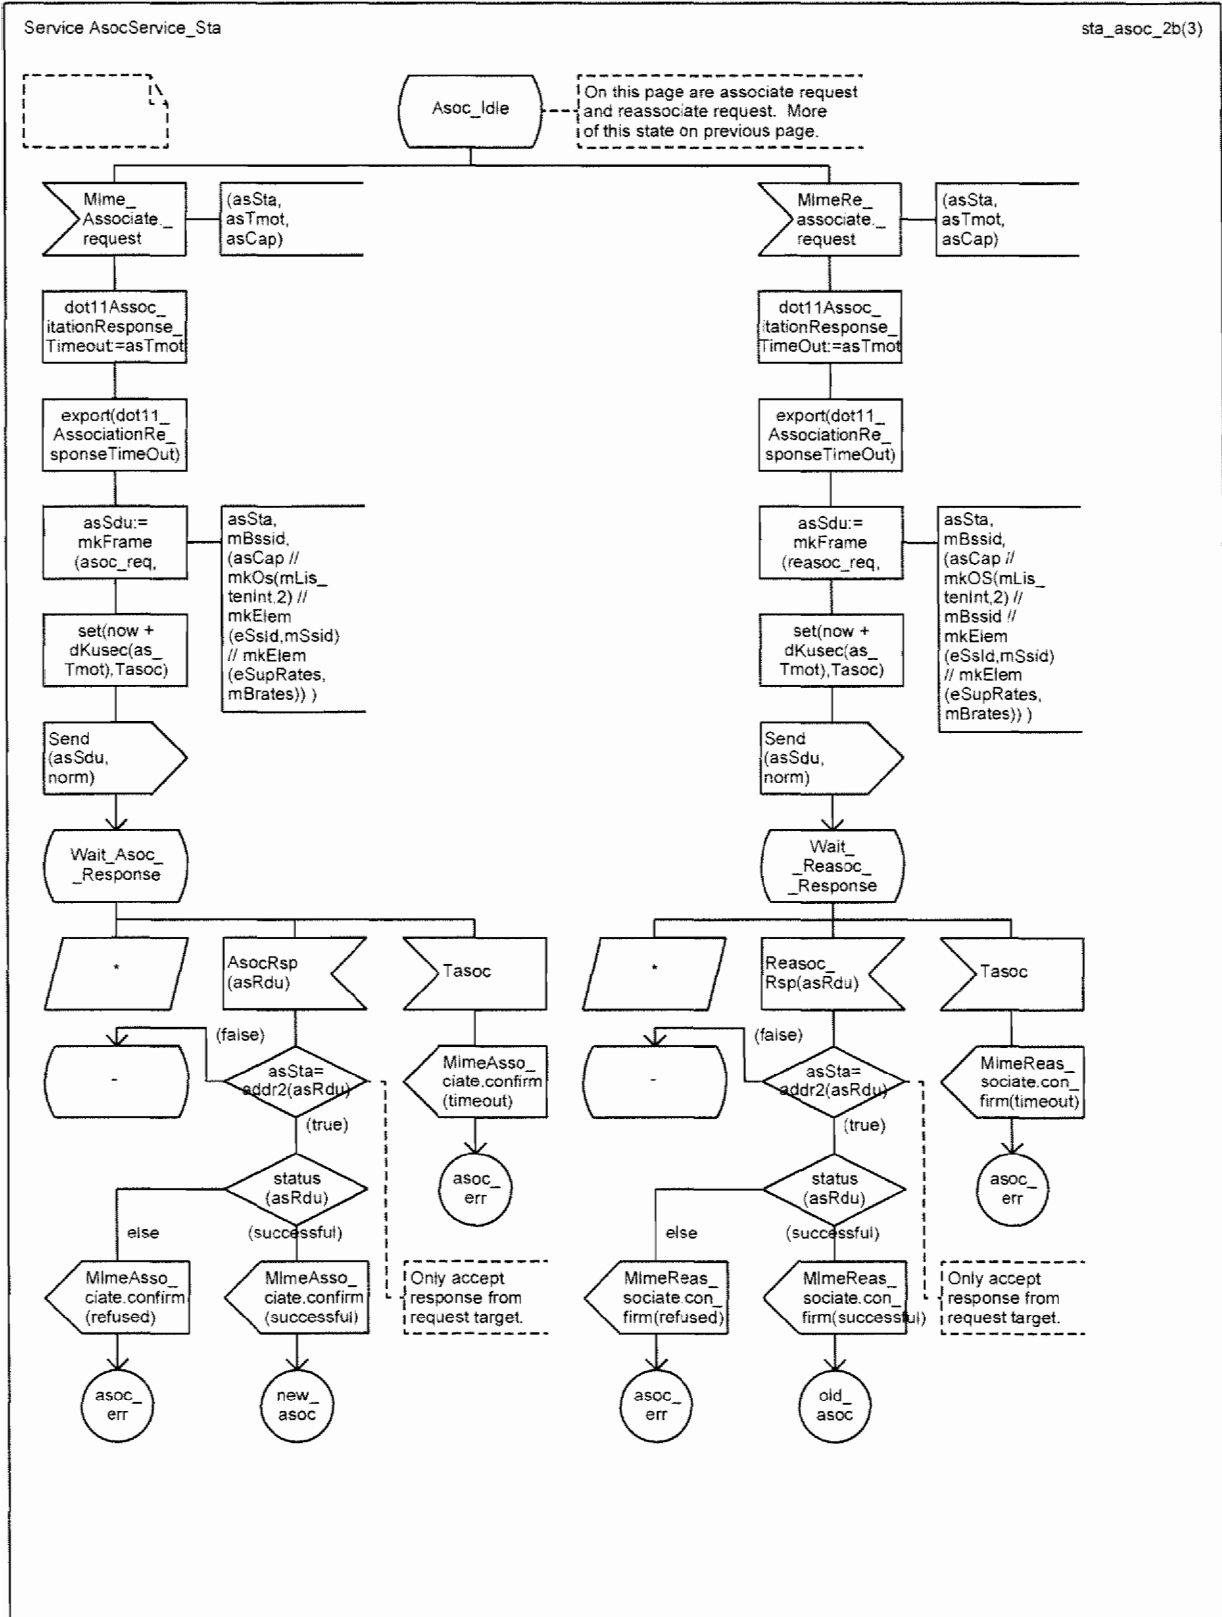 Service AsocService_Sta
sta_asoc_2b(3)
Asoc_Idle
On this page are associate request
and reassociate request. More
of this state on previous page.
Mlme_
Associate._
request
(asSta,
asTmot,
asCap)
dot11Assoc_
itationResponse_
Timeout:=asTmot
export(dot11_
AssociationRe_
sponseTimeOut)
asSdu:=
mkFrame
(asoc_req,
asSta,
mBssid,
(asCap //
mkOs(mLis_
tenInt,2) //
mkElem
(eSsId,mSsid)
// mkElem
(eSupRates,
mBrates)) )
set(now +
dKusec(as_
Tmot),Tasoc)
Send
(asSdu,
norm)
Wait_Asoc_
_Response
*
AsocRsp
(asRdu)
Tasoc
(false)
-
asSta=
addr2(asRdu)
MlmeAsso_
ciate.confirm
(timeout)
(true)
status
(asRdu)
asoc_
err
else
(successful)
MlmeAsso_
ciate.confirm
(refused)
MlmeAsso_
ciate.confirm
(successful)
Only accept
response from
request target.
asoc_
err
new_
asoc
MlmeRe_
associate._
request
(asSta,
asTmot,
asCap)
dot11Assoc_
itationResponse_
TimeOut:=asTmot
export(dot11_
AssociationRe_
sponseTimeOut)
asSdu:=
mkFrame
(reasoc_req,
asSta,
mBssid,
(asCap //
mkOS(mLis_
tenInt,2) //
mBssid //
mkElem
(eSsId,mSsid)
// mkElem
(eSupRates,
mBrates)) )
set(now +
dKusec(as_
Tmot),Tasoc)
Send
(asSdu,
norm)
Wait_
_Reasoc_
_Response
*
Reasoc_
Rsp(asRdu)
Tasoc
(false)
-
asSta=
addr2(asRdu)
MlmeReas_
sociate.con_
firm(timeout)
(true)
status
(asRdu)
asoc_
err
else
(successful)
MlmeReas_
sociate.con_
firm(refused)
MlmeReas_
sociate.con_
firm(successful)
Only accept
response from
request target.
asoc_
err
old_
asoc